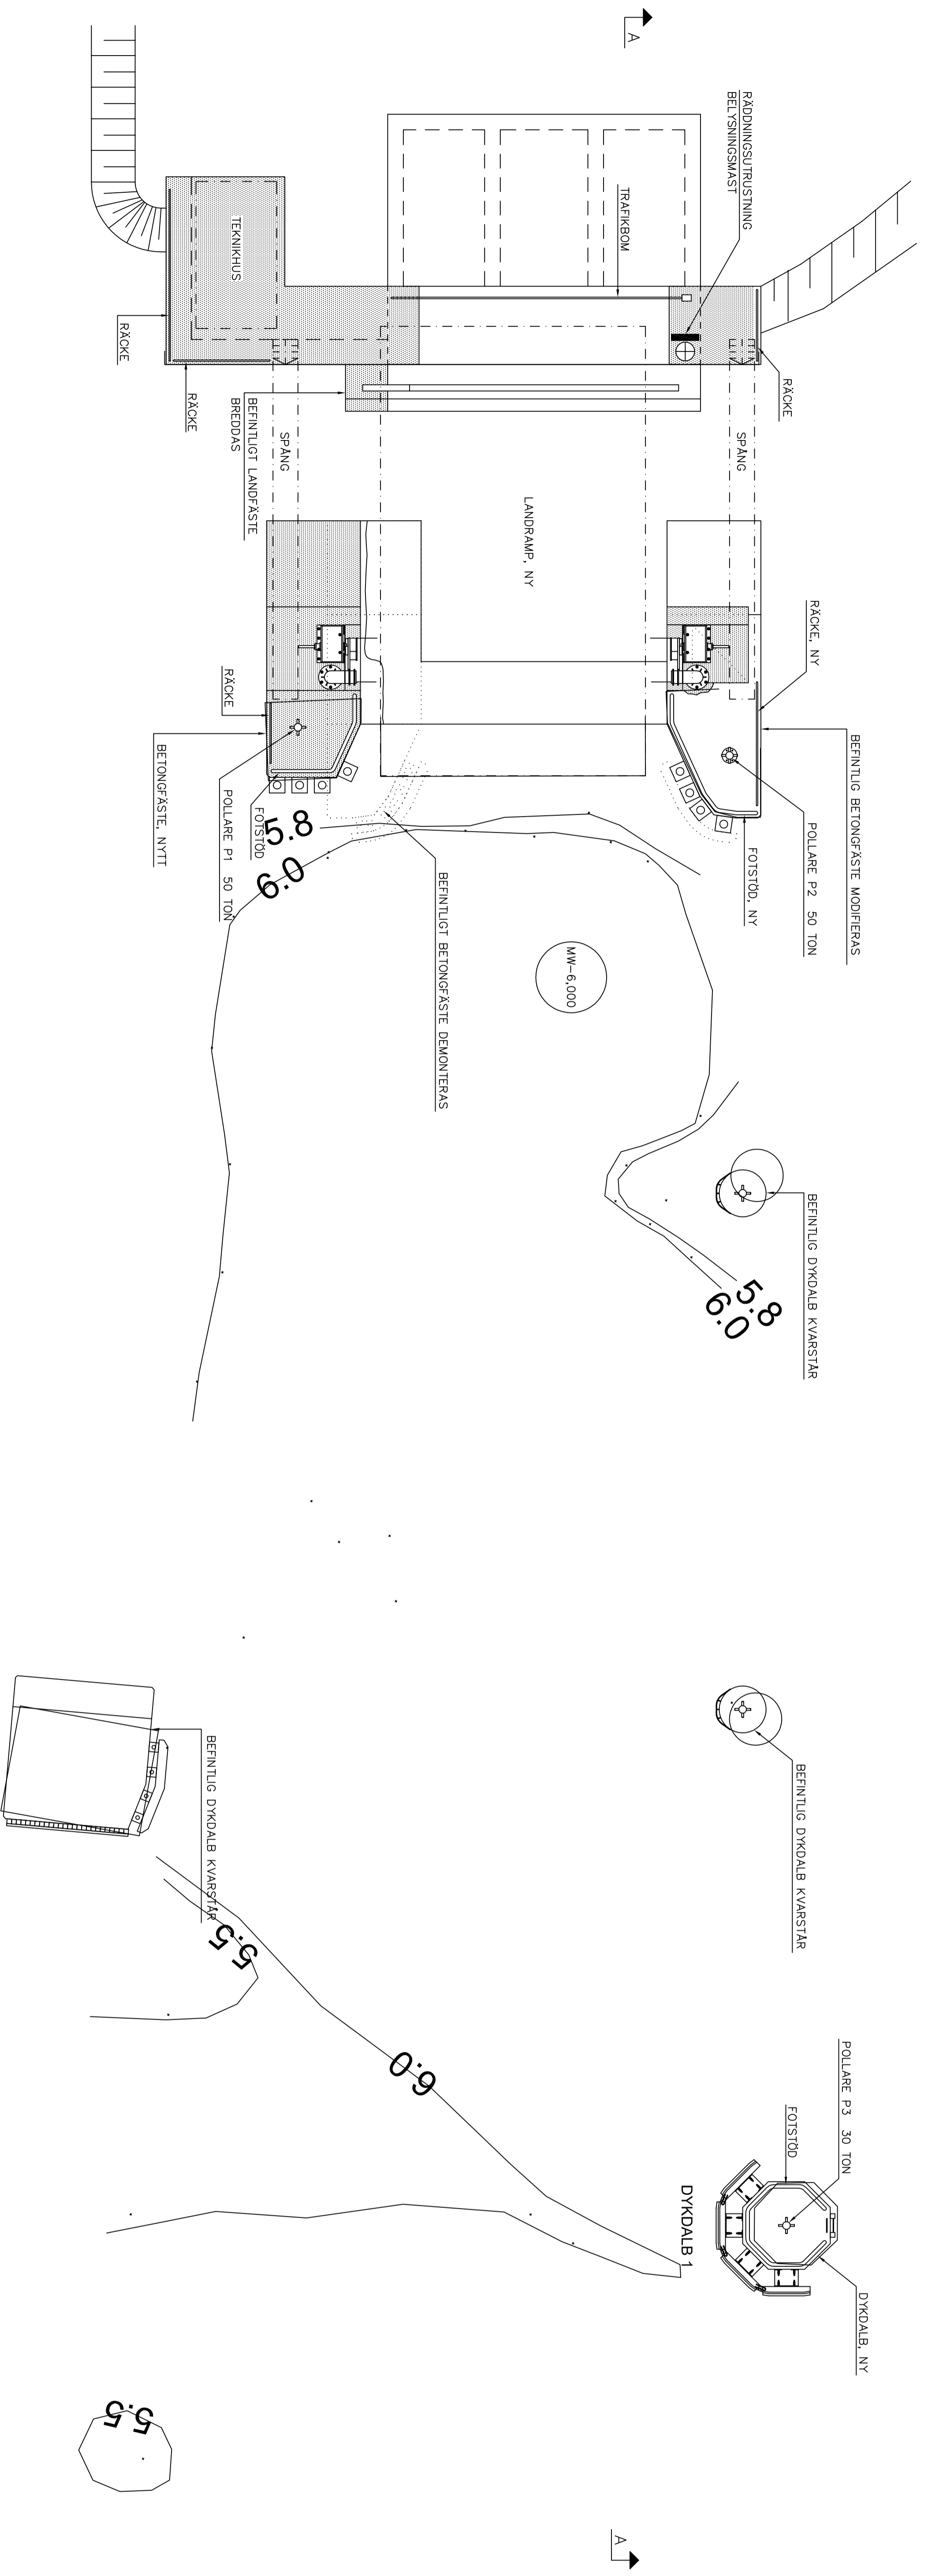 A
RÄDDNINGSUTRUSTNING
BELYSNINGSMAST
TRAFIKBOM
TEKNIKHUS
RÄCKE
RÄCKE
RÄCKE
BEFINTLIGT LANDFÄSTE
BREDDAS
SPÅNG
SPÅNG
LANDRAMP, NY
RÄCKE, NY
BEFINTLIG BETONGFÄSTE MODIFIERAS
POLLARE P2 50 TON
FOTSTÖD, NY
RÄCKE
BETONGFÄSTE, NYTT
POLLARE P1 50 TON
FOTSTÖD
5.8
6.0
BEFINTLIGT BETONGFÄSTE DEMONTERAS
MW-6,000
BEFINTLIG DYKDALB KVARSTÅR
5.8
6.0
BEFINTLIG DYKDALB KVARSTÅR
BEFINTLIG DYKDALB KVARSTÅR
5.5
6.0
POLLARE P3 30 TON
FOTSTÖD
DYKDALB 1
DYKDALB, NY
5.5
A